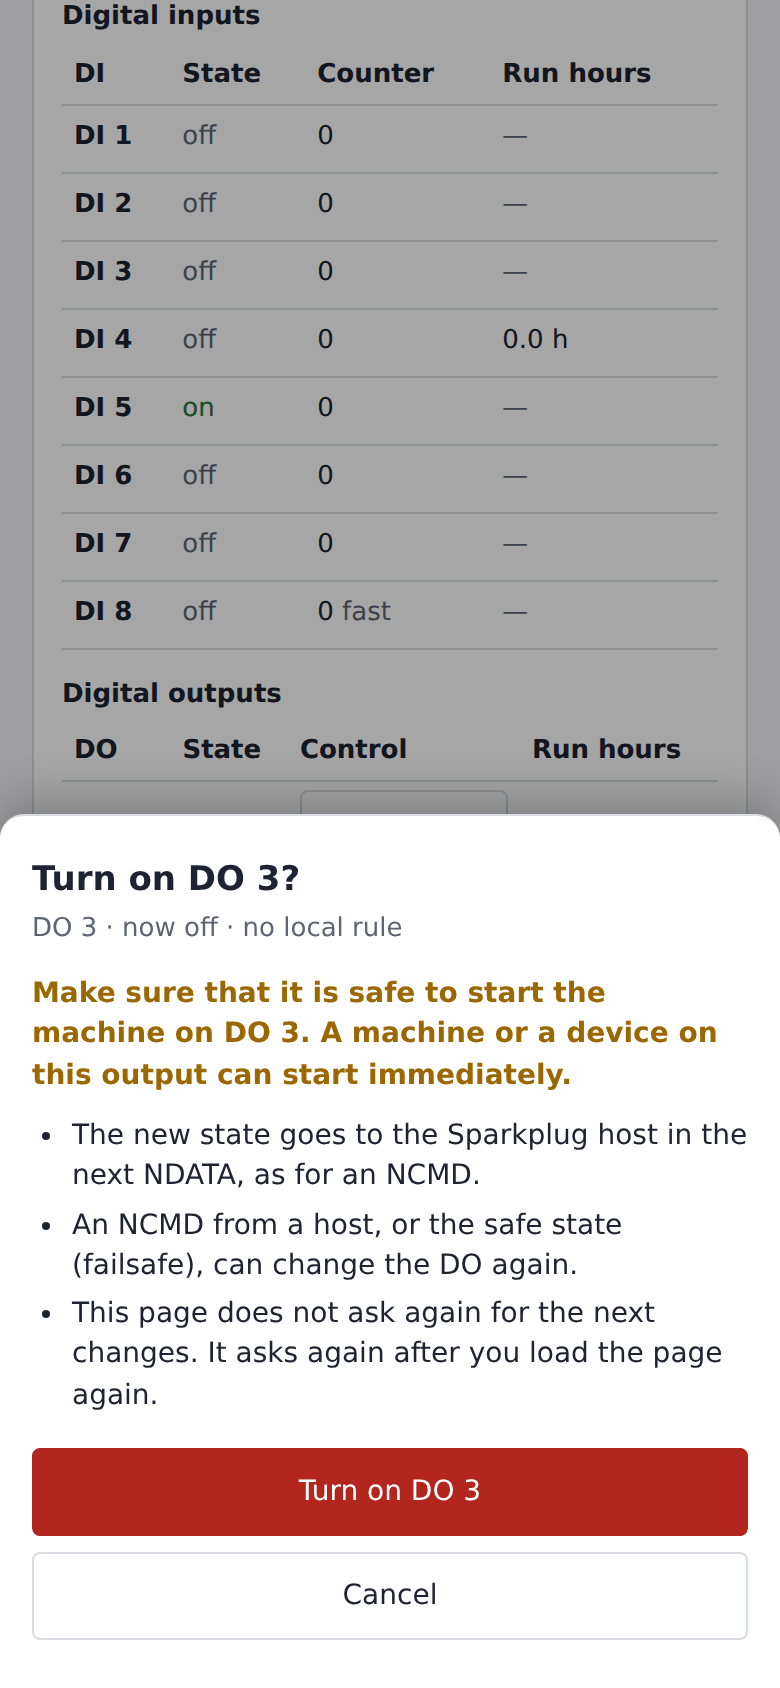 Digital inputs
DI State Counter Run hours
DI 1 off 0 —
DI 2 off 0 —
DI 3 off 0 —
DI 4 off 0 0.0 h
DI 5 on 0 —
DI 6 off 0 —
DI 7 off 0 —
DI 8 off 0 fast —
Digital outputs
DO State Control Run hours
Turn on DO 3?
DO 3 · now off · no local rule
Make sure that it is safe to start the
machine on DO 3. A machine or a device on
this output can start immediately.
• The new state goes to the Sparkplug host in the
next NDATA, as for an NCMD.
• An NCMD from a host, or the safe state
(failsafe), can change the DO again.
• This page does not ask again for the next
changes. It asks again after you load the page
again.
Turn on DO 3
Cancel